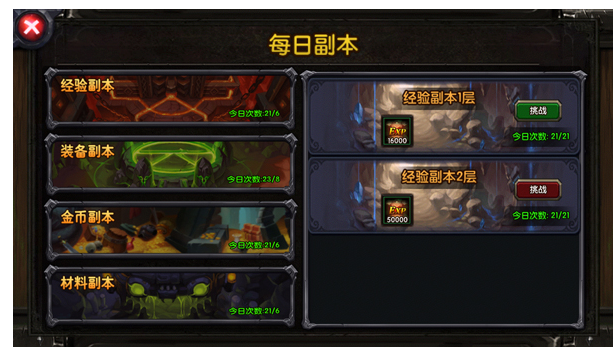 每日副本
经验副本
今日次数:21/6
装备副本
今日次数:23/8
金币副本
今日次数:21/6
材料副本
今日次数:21/6
经验副本1层
挑战
EXP
16000
今日次数: 21/21
经验副本2层
挑战
EXP
50000
今日次数: 21/21